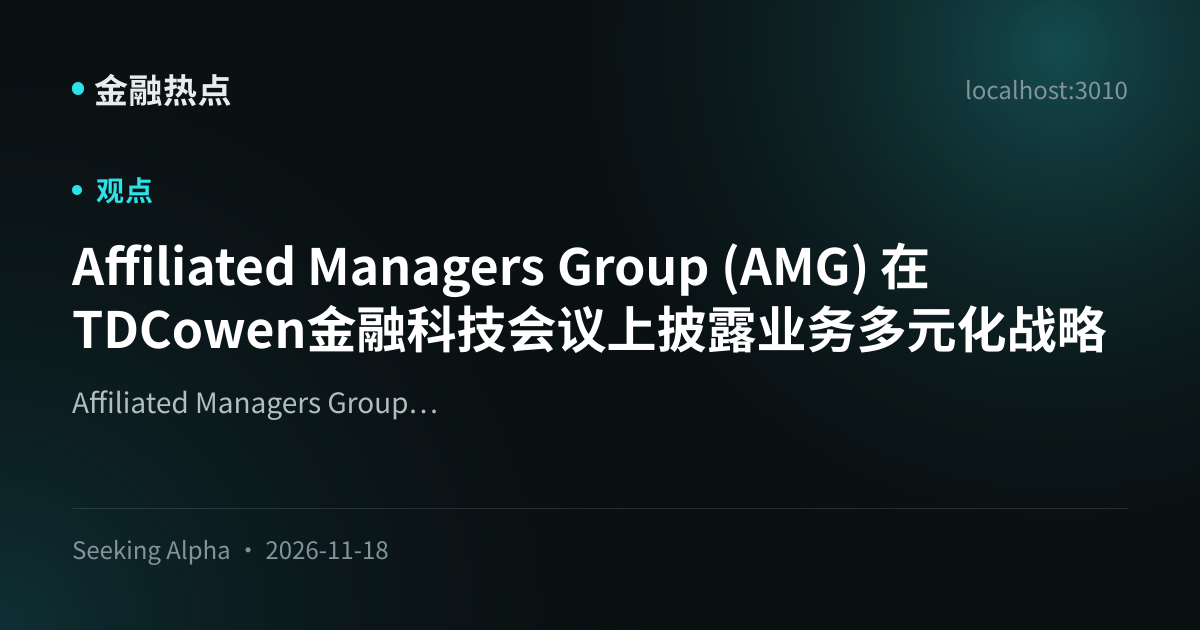 金融热点
localhost:3010
观点
Affiliated Managers Group (AMG) 在
TDCowen金融科技会议上披露业务多元化战略
Affiliated Managers Group…
Seeking Alpha · 2026-11-18